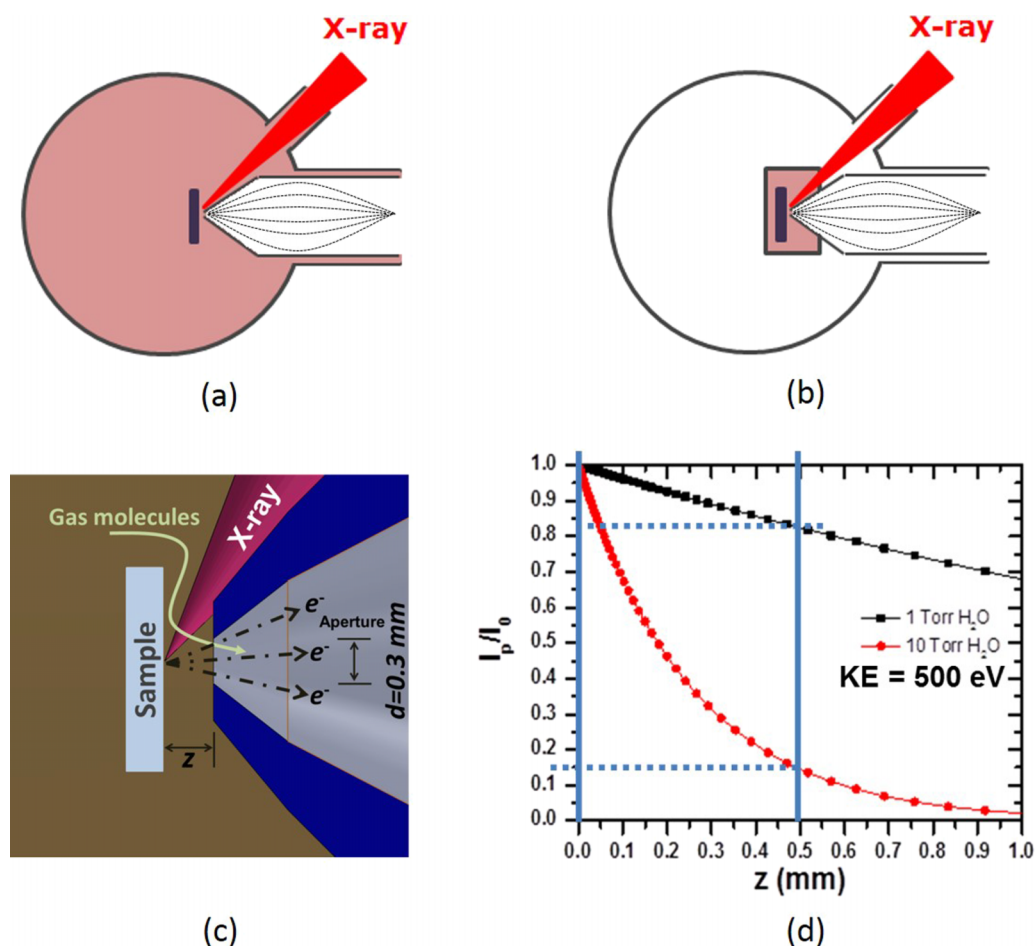 X-ray
X-ray
(a)
(b)
Gas molecules
X-ray
Sample
e-
e-
e-
Aperture
d=0.3 mm
z
(c)
1.0
0.9
0.8
0.7
0.6
0.5
0.4
0.3
0.2
0.1
0.0
Ip/I0
1 Torr H2O
10 Torr H2O
KE = 500 eV
0.0 0.1 0.2 0.3 0.4 0.5 0.6 0.7 0.8 0.9 1.0
z (mm)
(d)